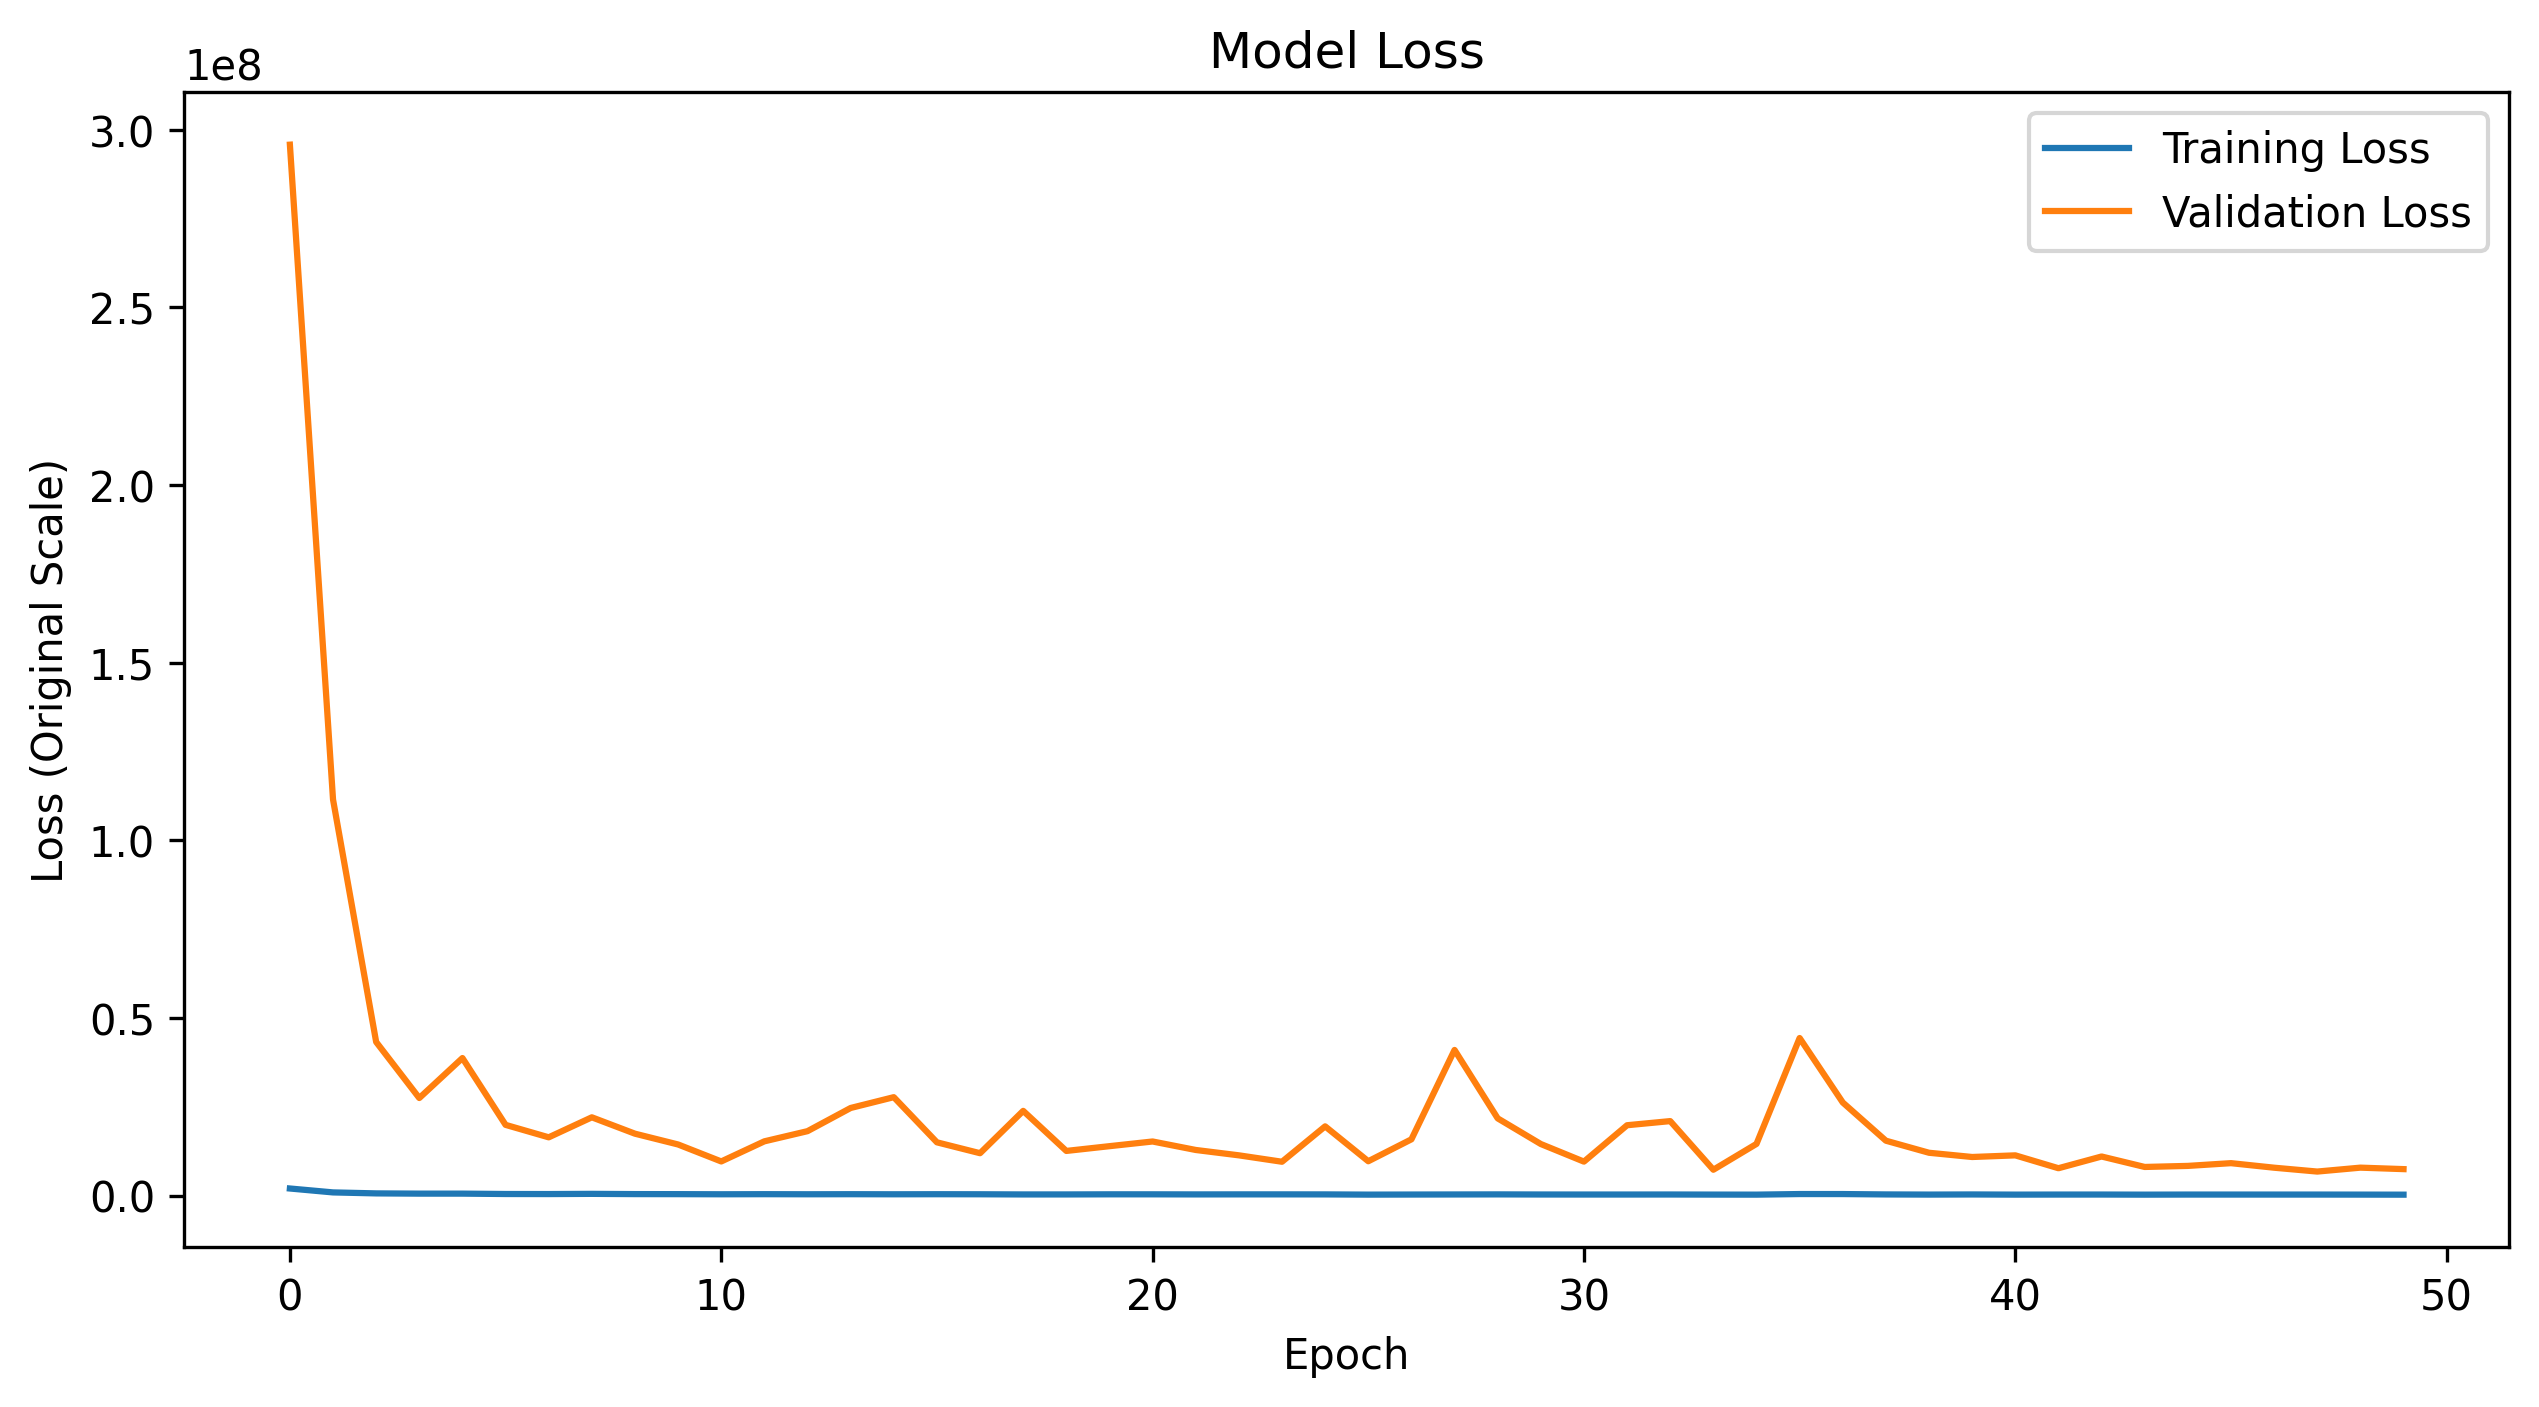 Model Loss
1e8
3.0
2.5
2.0
1.5
1.0
0.5
0.0
Loss (Original Scale)
Training Loss
Validation Loss
0 10 20 30 40 50
Epoch